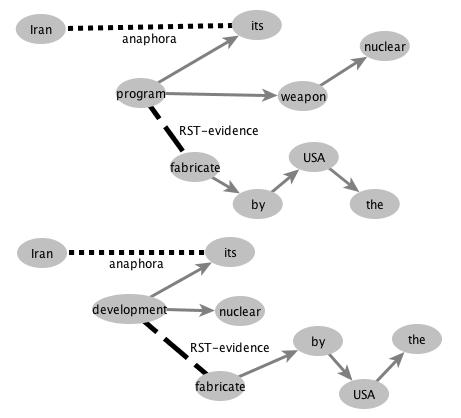 Iran its
anaphora
nuclear
program weapon
RST-evidence
fabricate USA
by the
Iran its
anaphora
development nuclear
RST-evidence by the
fabricate USA